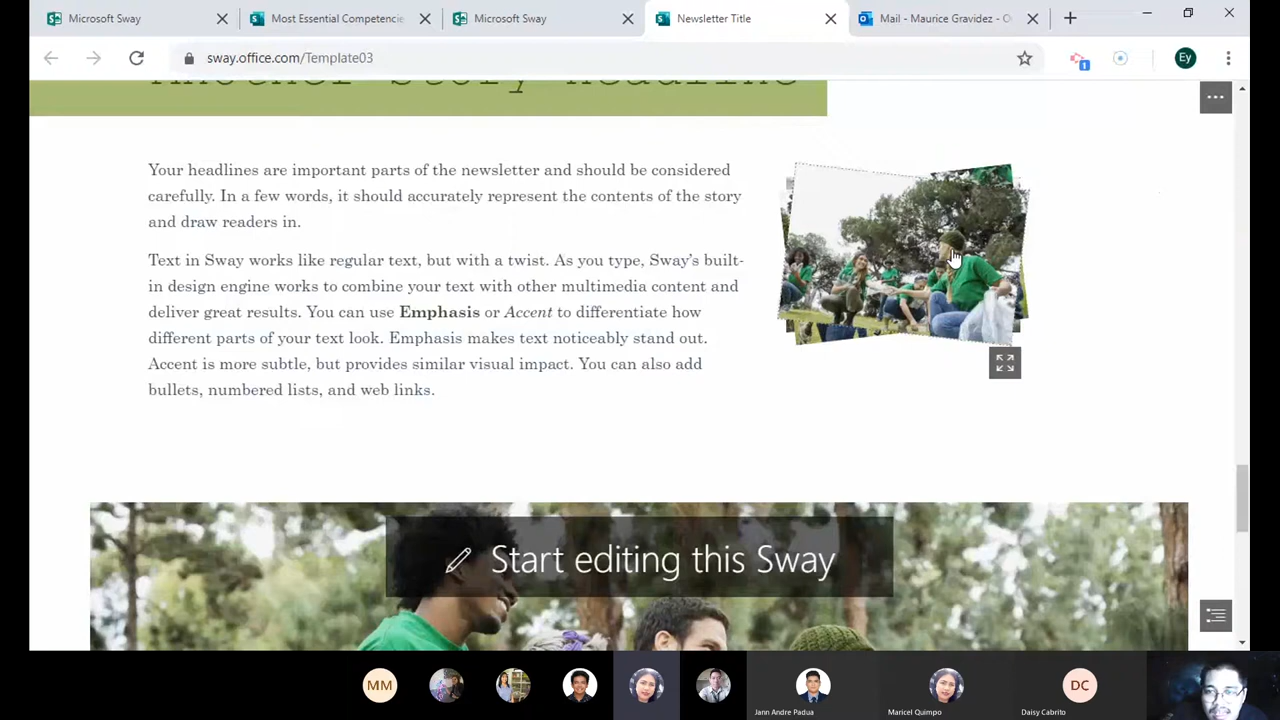 Microsoft Sway
Most Essential Competencie
Microsoft Sway
Newsletter Title
Mail - Maurice Gravidez - O
sway.office.com/Template03
1
Ey
Another Story Headline
Your headlines are important parts of the newsletter and should be considered
carefully. In a few words, it should accurately represent the contents of the story
and draw readers in.
Text in Sway works like regular text, but with a twist. As you type, Sway's built-
in design engine works to combine your text with other multimedia content and
deliver great results. You can use Emphasis or Accent to differentiate how
different parts of your text look. Emphasis makes text noticeably stand out.
Accent is more subtle, but provides similar visual impact. You can also add
bullets, numbered lists, and web links.
Start editing this Sway
MM
DC
Jann Andre Padua
Maricel Quimpo
Daisy Cabrito